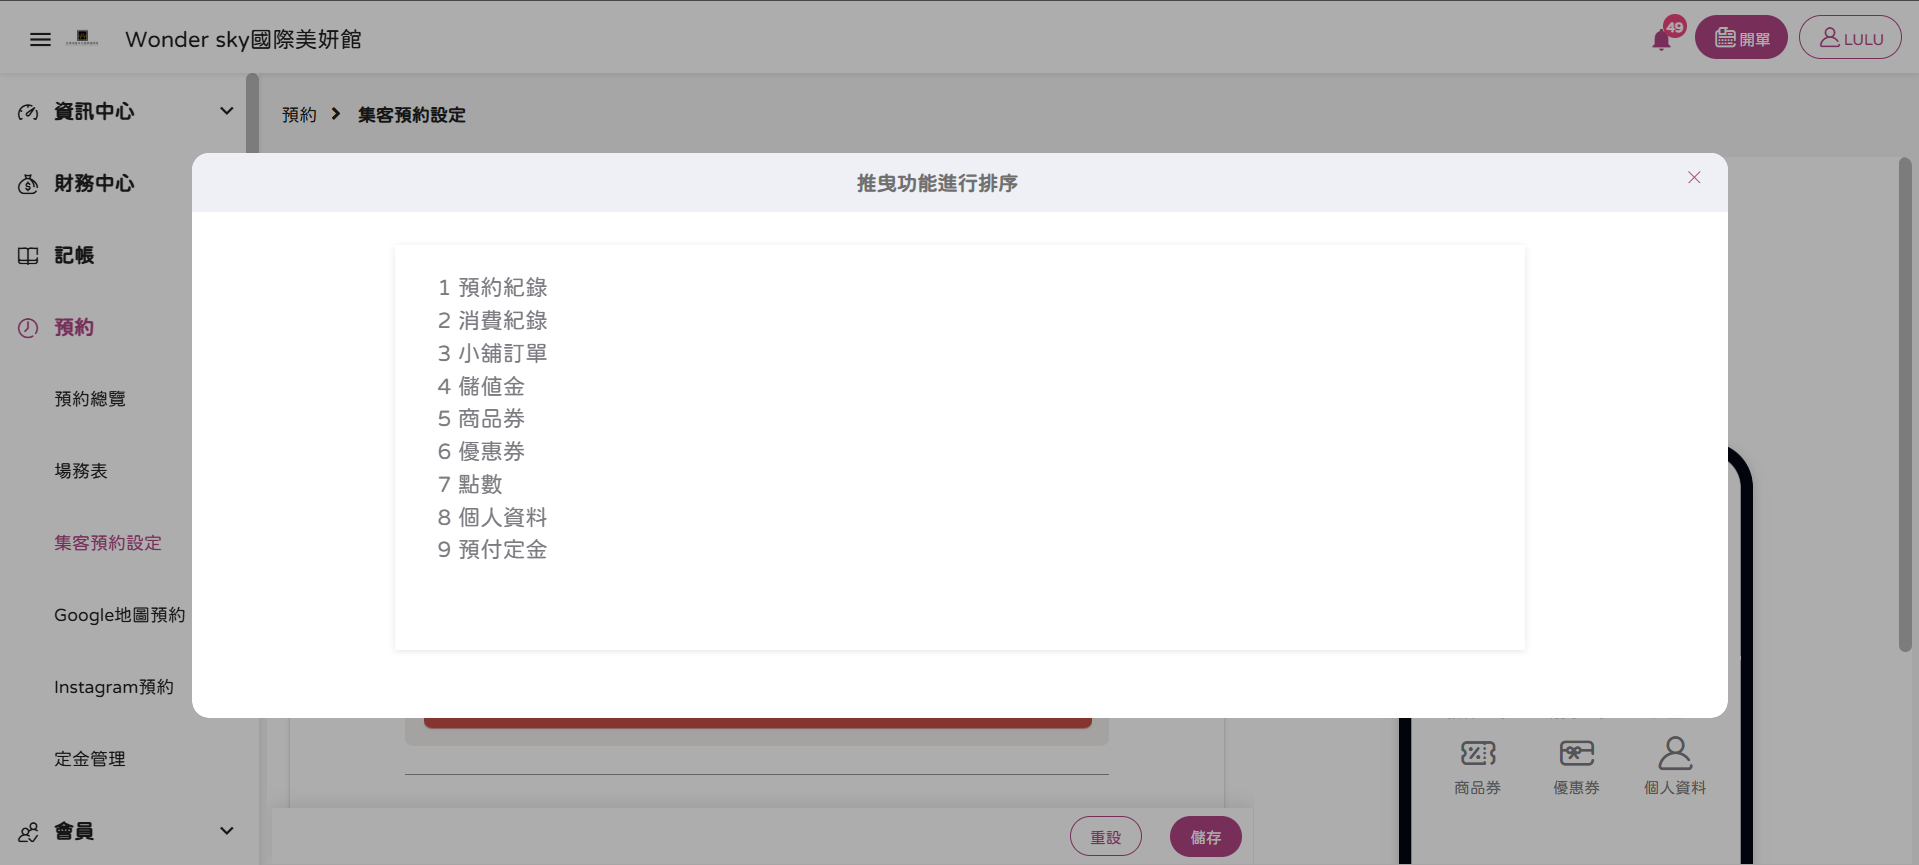 Wonder sky國際美妍館
49
開單
LULU
資訊中心
預約
集客預約設定
財務中心
推曳功能進行排序
記帳
1 預約紀錄
2 消費紀錄
3 小舖訂單
4 儲值金
5 商品券
6 優惠券
7 點數
8 個人資料
9 預付定金
預約
預約總覽
場務表
集客預約設定
Google地圖預約
Instagram預約
定金管理
會員
商品券
優惠券
個人資料
重設
儲存